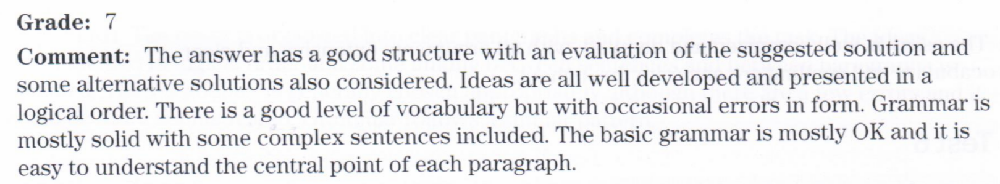 Grade: 7
Comment: The answer has a good structure with an evaluation of the suggested solution and
some alternative solutions also considered. Ideas are all well developed and presented in a
logical order. There is a good level of vocabulary but with occasional errors in form. Grammar is
mostly solid with some complex sentences included. The basic grammar is mostly OK and it is
easy to understand the central point of each paragraph.